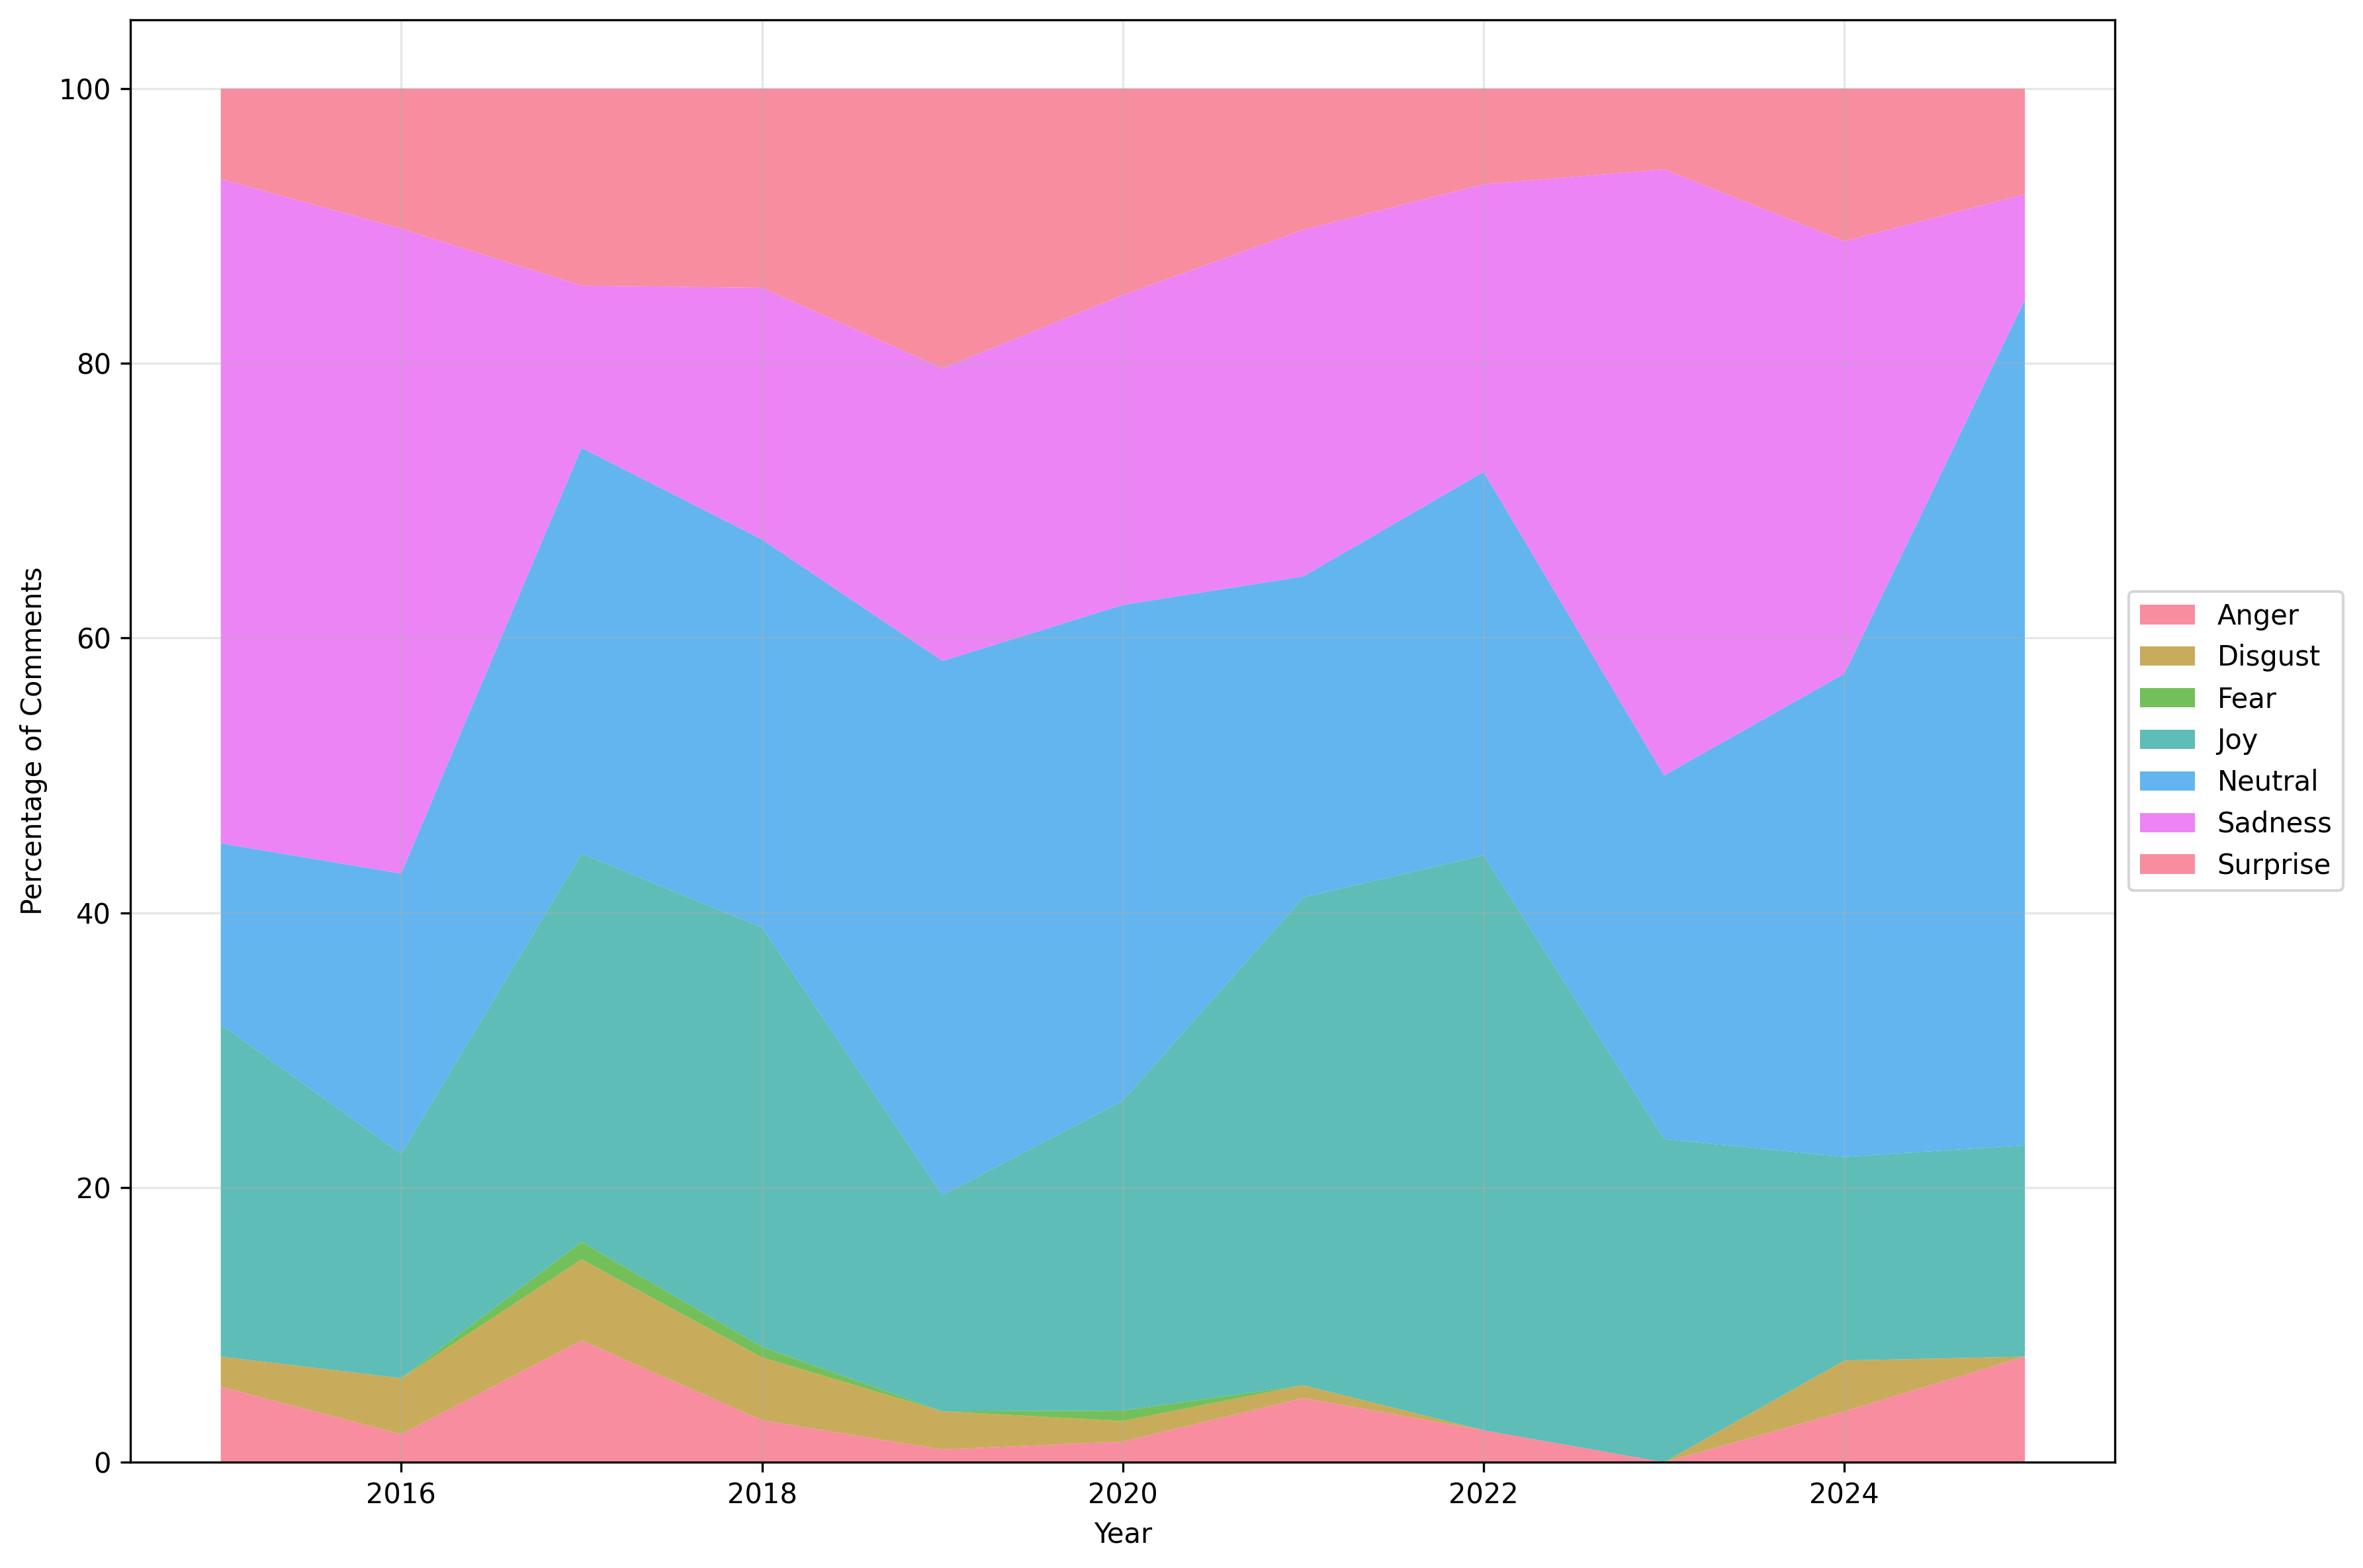 100
80
60
40
20
0
Percentage of Comments
2016
2018
2020
2022
2024
Year
Anger
Disgust
Fear
Joy
Neutral
Sadness
Surprise